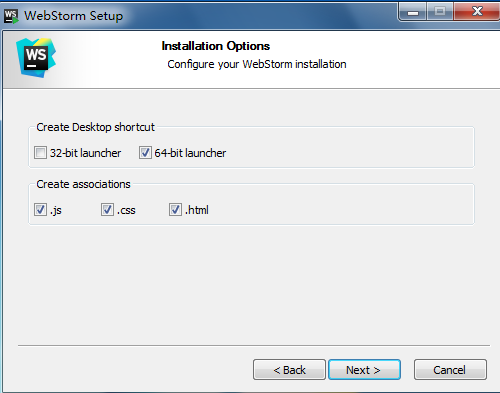 WS WebStorm Setup
WS
Installation Options
Configure your WebStorm installation
Create Desktop shortcut
32-bit launcher 64-bit launcher
Create associations
.js .css .html
< Back Next > Cancel